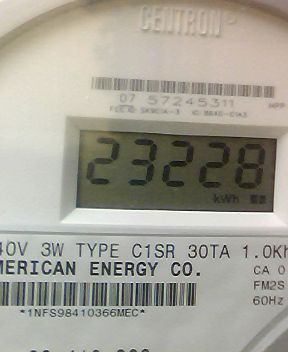 CENTRON®
07 57245311
23228
kWh
40V 3W TYPE C1SR 30TA 1.0Kh
MERICAN ENERGY CO.
CA 0
FM2S
60Hz
*1NFS98410366MEC*